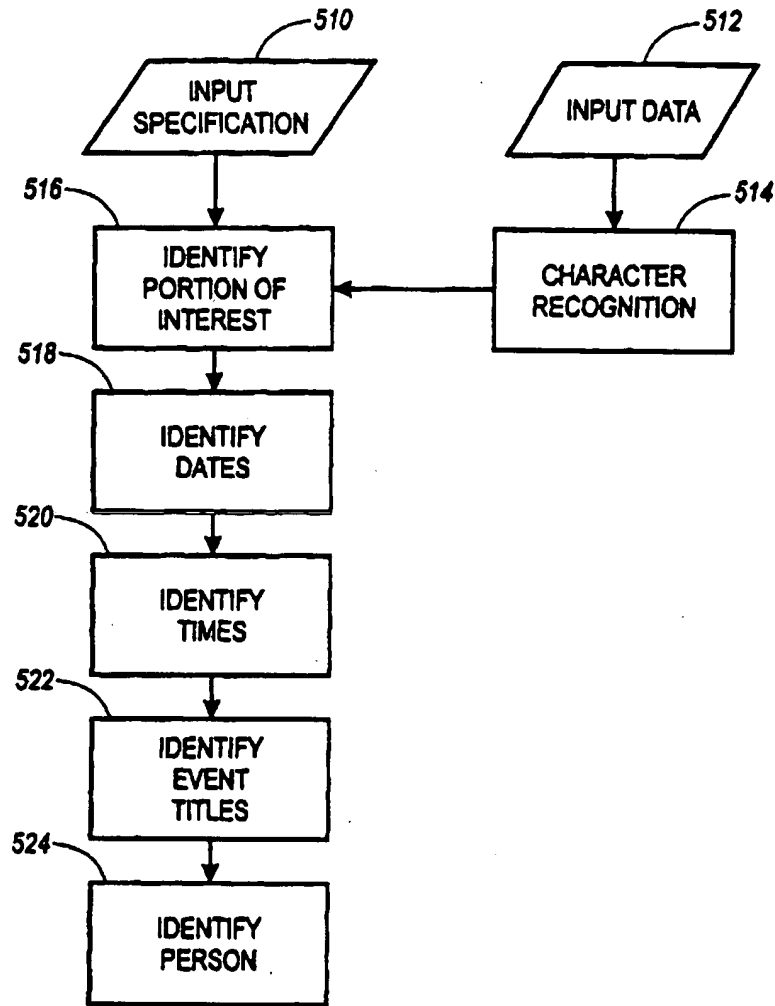 510
INPUT
SPECIFICATION
512
INPUT DATA
516
IDENTIFY
PORTION OF
INTEREST
514
CHARACTER
RECOGNITION
518
IDENTIFY
DATES
520
IDENTIFY
TIMES
522
IDENTIFY
EVENT
TITLES
524
IDENTIFY
PERSON